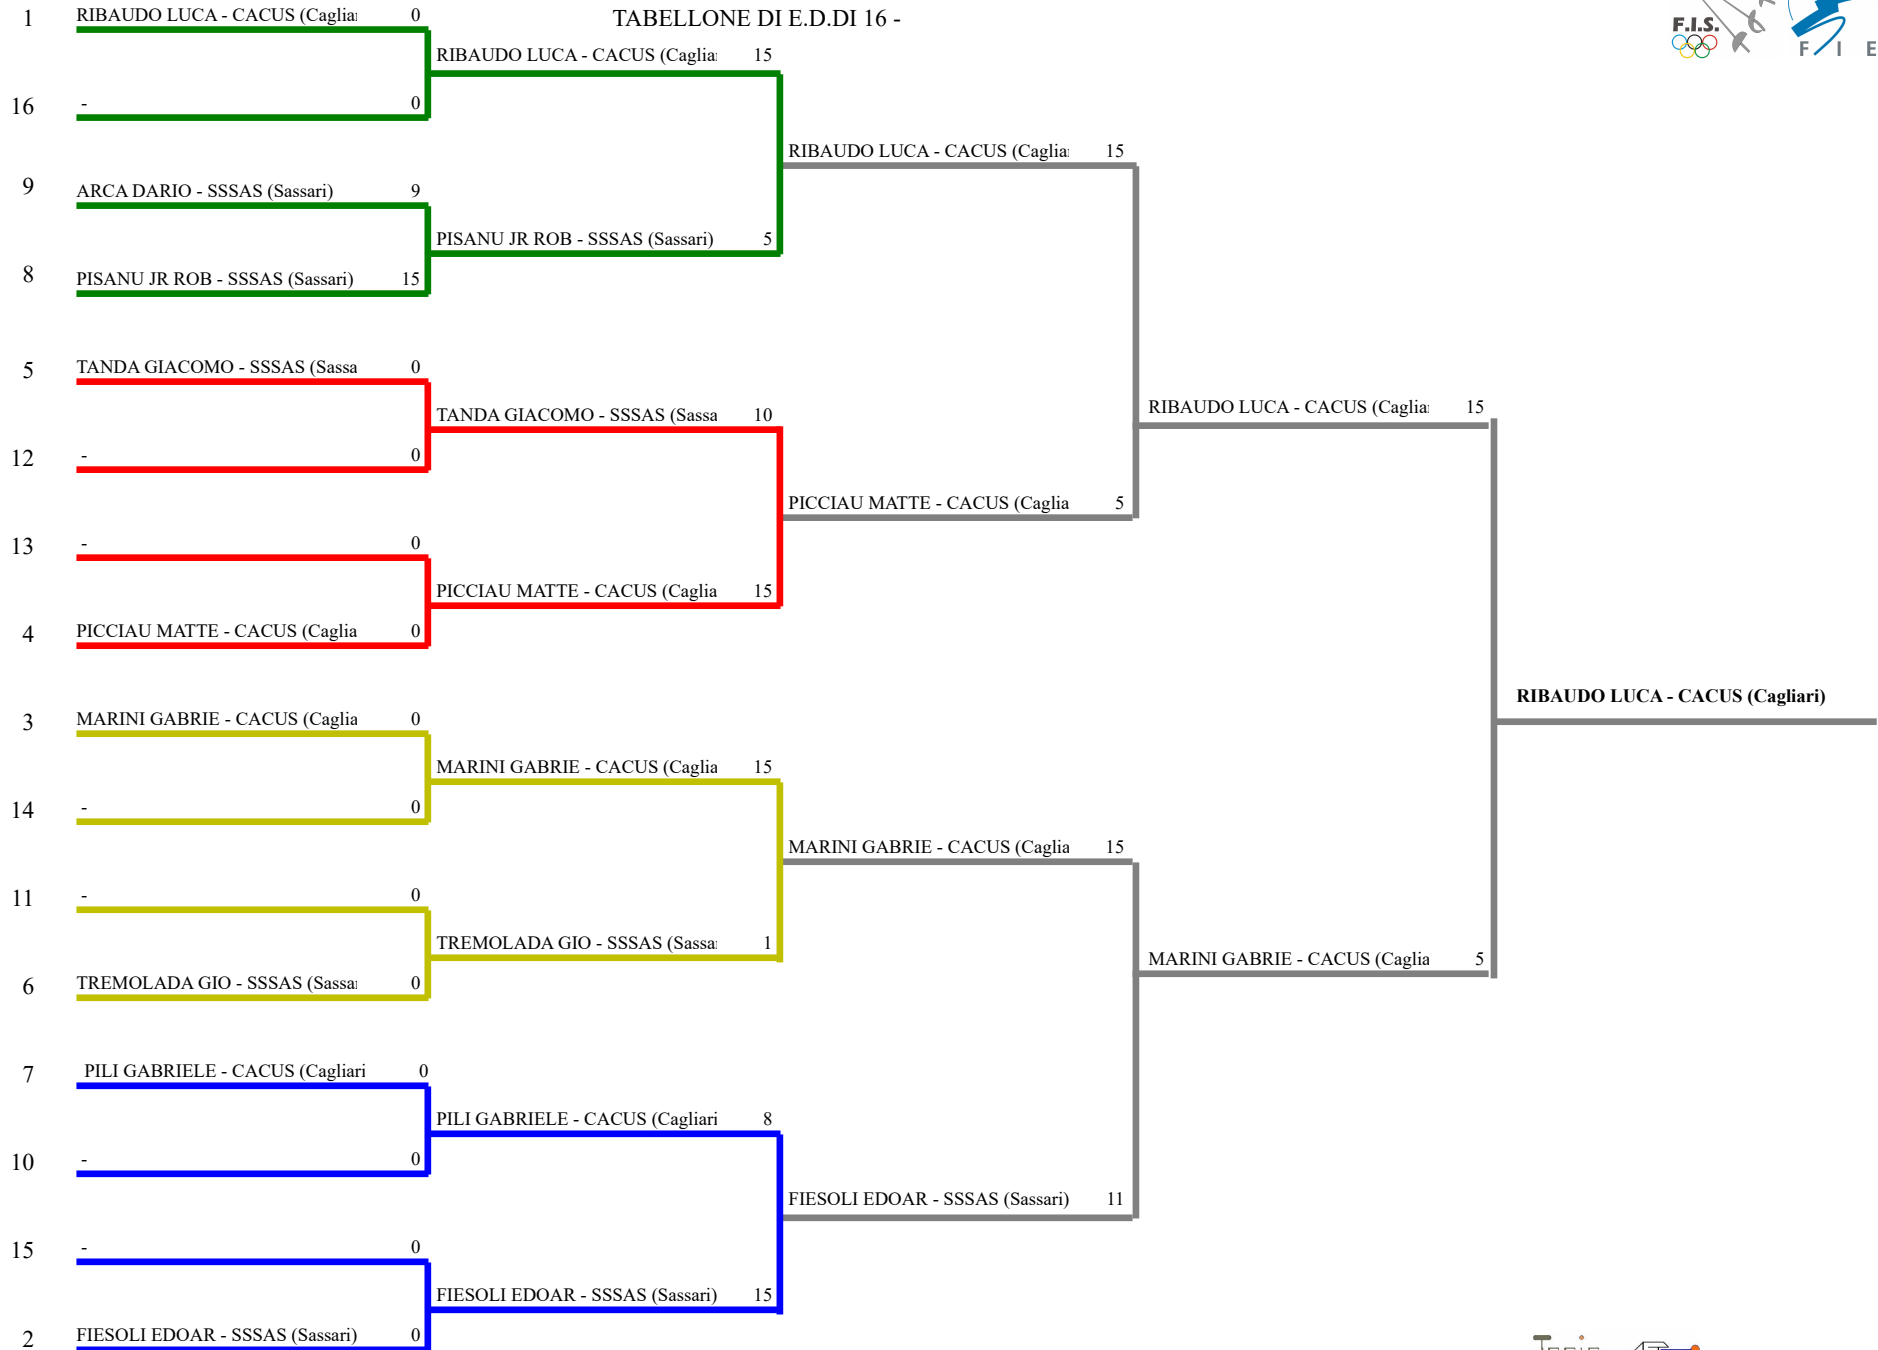 TABELLONE DI E.D.DI 16 -
F.I.S.
F I E
1 RIBAUDO LUCA - CACUS (Caglia 0
RIBAUDO LUCA - CACUS (Caglia 15
16 - 0
RIBAUDO LUCA - CACUS (Caglia 15
9 ARCA DARIO - SSSAS (Sassari) 9
PISANU JR ROB - SSSAS (Sassari) 5
8 PISANU JR ROB - SSSAS (Sassari) 15
5 TANDA GIACOMO - SSSAS (Sassa 0
RIBAUDO LUCA - CACUS (Caglia 15
TANDA GIACOMO - SSSAS (Sassa 10
12 - 0
PICCIAU MATTE - CACUS (Caglia 5
13 - 0
PICCIAU MATTE - CACUS (Caglia 15
4 PICCIAU MATTE - CACUS (Caglia 0
RIBAUDO LUCA - CACUS (Cagliari)
3 MARINI GABRIE - CACUS (Caglia 0
MARINI GABRIE - CACUS (Caglia 15
14 - 0
MARINI GABRIE - CACUS (Caglia 15
11 - 0
TREMOLADA GIO - SSSAS (Sassa 1
MARINI GABRIE - CACUS (Caglia 5
6 TREMOLADA GIO - SSSAS (Sassa 0
7 PILI GABRIELE - CACUS (Cagliari 0
PILI GABRIELE - CACUS (Cagliari 8
10 - 0
FIESOLI EDOAR - SSSAS (Sassari) 11
15 - 0
FIESOLI EDOAR - SSSAS (Sassari) 15
2 FIESOLI EDOAR - SSSAS (Sassari) 0